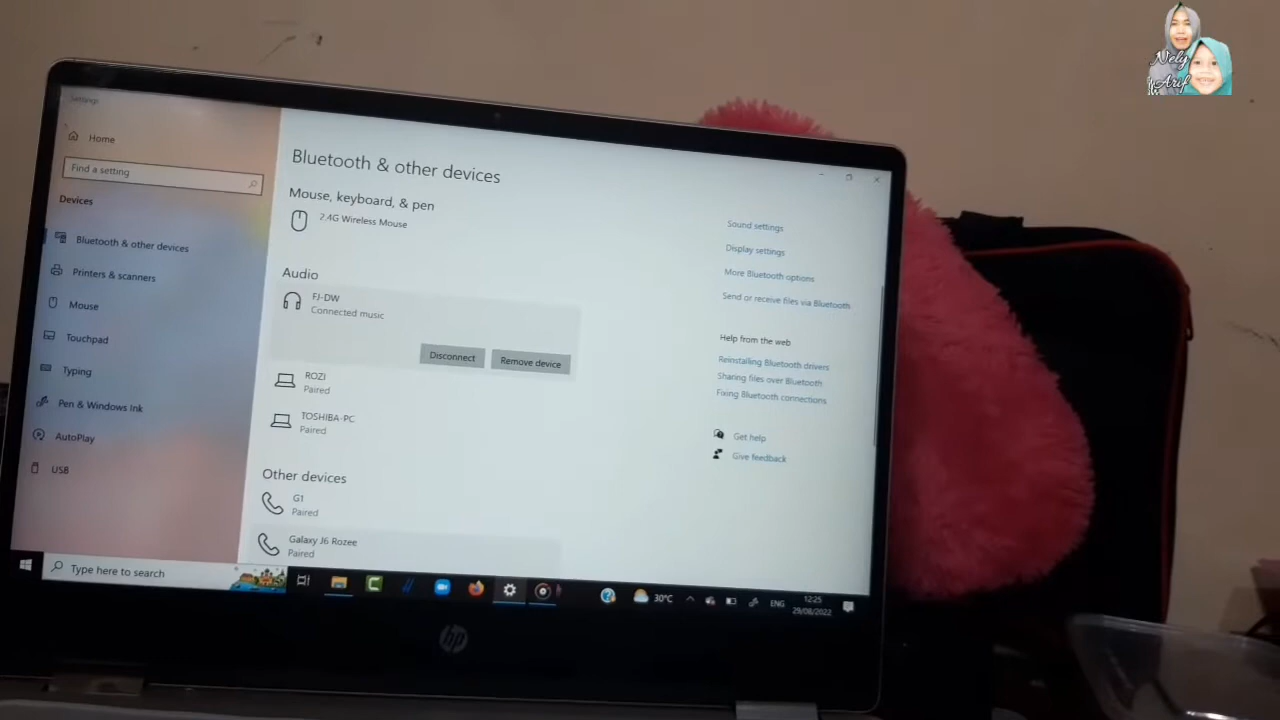 Nely
Arif
Settings
Home
Find a setting
Devices
Bluetooth & other devices
Printers & scanners
Mouse
Touchpad
Typing
Pen & Windows Ink
AutoPlay
USB
Bluetooth & other devices
Mouse, keyboard, & pen
2.4G Wireless Mouse
Audio
FJ-DW
Connected music
Disconnect
Remove device
ROZI
Paired
TOSHIBA-PC
Paired
Other devices
G1
Paired
Galaxy J6 Rozee
Paired
Sound settings
Display settings
More Bluetooth options
Send or receive files via Bluetooth
Help from the web
Reinstalling Bluetooth drivers
Sharing files over Bluetooth
Fixing Bluetooth connections
Get help
Give feedback
Type here to search
30°C
ENG
12:25
29/08/2022
hp